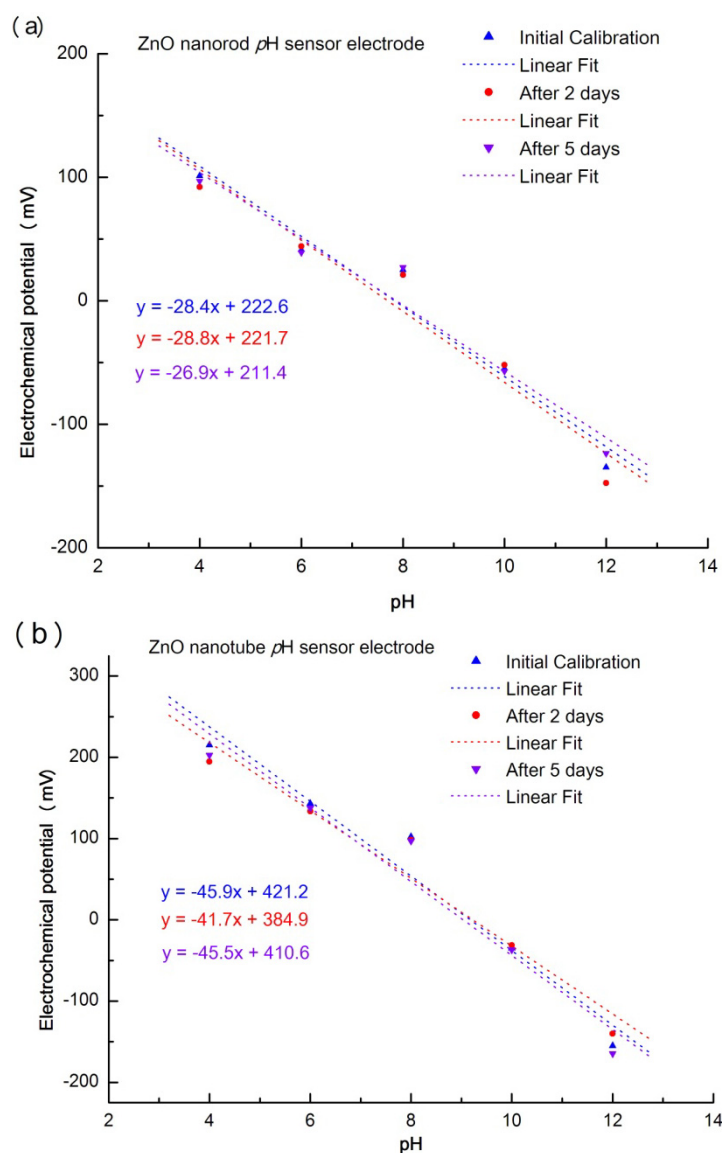 (a)
ZnO nanorod pH sensor electrode
Initial Calibration
Linear Fit
After 2 days
Linear Fit
After 5 days
Linear Fit
200
100
0
-100
-200
Electrochemical potential (mV)
y = -28.4x + 222.6
y = -28.8x + 221.7
y = -26.9x + 211.4
2 4 6 8 10 12 14
pH
(b)
ZnO nanotube pH sensor electrode
Initial Calibration
Linear Fit
After 2 days
Linear Fit
After 5 days
Linear Fit
300
200
100
0
-100
-200
Electrochemical potential (mV)
y = -45.9x + 421.2
y = -41.7x + 384.9
y = -45.5x + 410.6
2 4 6 8 10 12 14
pH